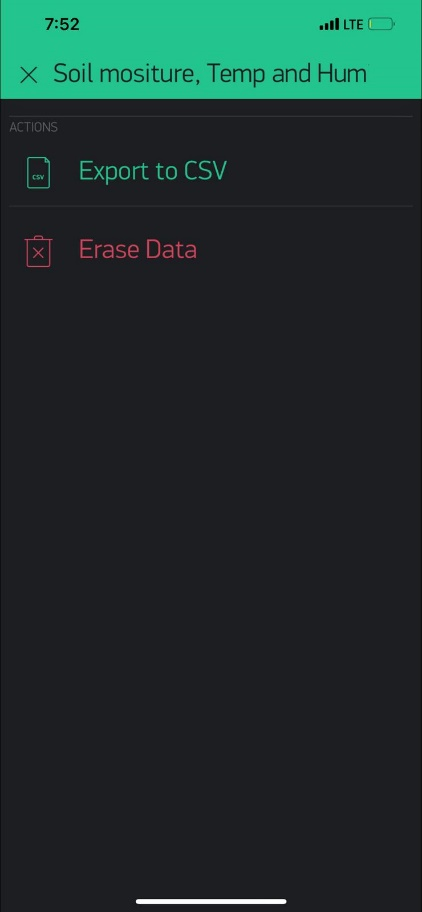 7:52 LTE
Soil mositure, Temp and Hum
ACTIONS
CSV
Export to CSV
Erase Data